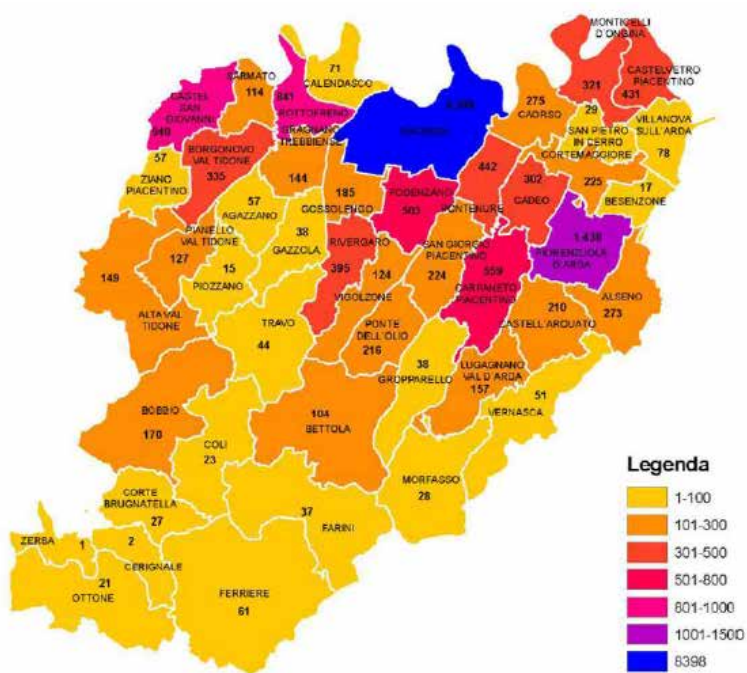 MONTICELLI
D'ONGINA
321
CASTELVETRO
PIACENTINO
431
71
CALENDASCO
SARMATO
114
CASTEL
SAN
GIOVANNI
841
ROTTOFRENO
GRAGNANO
TREBBIENSE
144
275
CAORSO
29
SAN PIETRO
IN CERRO
VILLANOVA
SULL'ARDA
78
CORTEMAGGIORE
225
17
BESENZONE
57
ZIANO
PIACENTINO
BORGONOVO
VAL TIDONE
335
57
AGAZZANO
185
GOSSOLENGO
PODENZANO
503
442
PONTENURE
302
CADEO
1.438
FIORENZUOLA
D'ARDA
149
ALTA VAL
TIDONE
PIANELLO
VAL TIDONE
127
15
PIOZZANO
38
GAZZOLA
RIVERGARO
395
124
VIGOLZONE
SAN GIORGIO
PIACENTINO
224
559
CARPANETO
PIACENTINO
210
CASTELL'ARQUATO
ALSENO
273
TRAVO
44
PONTE
DELL'OLIO
216
38
GROPPARELLO
LUGAGNANO
VAL D'ARDA
157
51
VERNASCA
BOBBIO
170
COLI
23
104
BETTOLA
MORFASSO
28
CORTE
BRUGNATELLA
27
37
FARINI
ZERBA
1
2
CERIGNALE
21
OTTONE
FERRIERE
61
Legenda
1-100
101-300
301-500
501-800
801-1000
1001-1500
8398